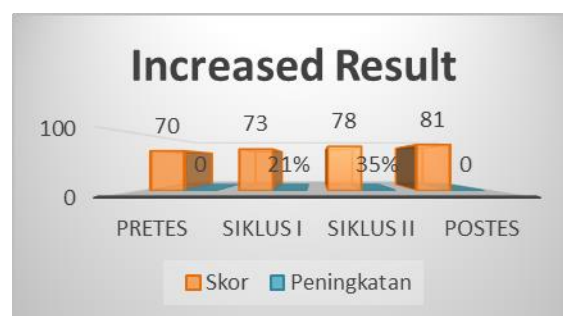 Increased Result
100
0
70 73 78 81
0 21% 35% 0
PRETES SIKLUS I SIKLUS II POSTES
Skor Peningkatan